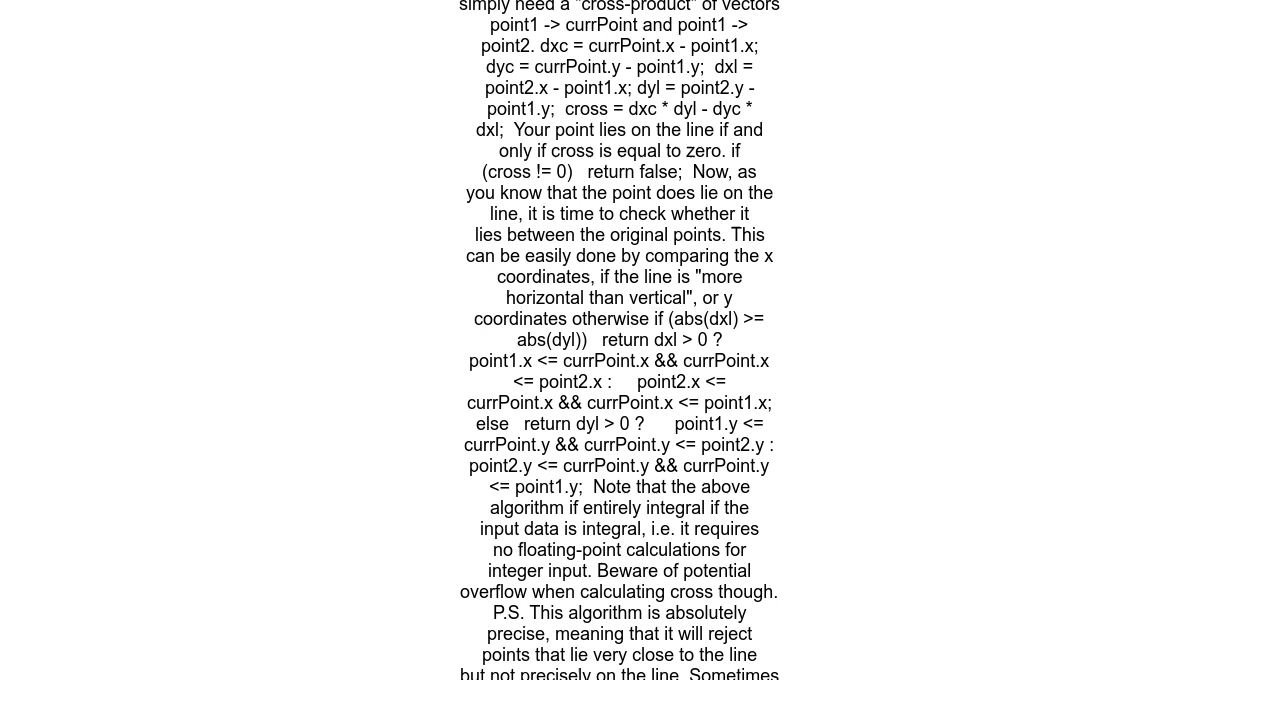 simply need a "cross-product" of vectors
point1 -> currPoint and point1 ->
point2. dxc = currPoint.x - point1.x;
dyc = currPoint.y - point1.y;  dxl =
point2.x - point1.x; dyl = point2.y -
point1.y;  cross = dxc * dyl - dyc *
dxl;  Your point lies on the line if and
only if cross is equal to zero. if
(cross != 0)   return false;  Now, as
you know that the point does lie on the
line, it is time to check whether it
lies between the original points. This
can be easily done by comparing the x
coordinates, if the line is "more
horizontal than vertical", or y
coordinates otherwise if (abs(dxl) >=
abs(dyl))   return dxl > 0 ?
point1.x <= currPoint.x && currPoint.x
<= point2.x :     point2.x <=
currPoint.x && currPoint.x <= point1.x;
else   return dyl > 0 ?      point1.y <=
currPoint.y && currPoint.y <= point2.y :
point2.y <= currPoint.y && currPoint.y
<= point1.y;  Note that the above
algorithm if entirely integral if the
input data is integral, i.e. it requires
no floating-point calculations for
integer input. Beware of potential
overflow when calculating cross though.
P.S. This algorithm is absolutely
precise, meaning that it will reject
points that lie very close to the line
but not precisely on the line. Sometimes